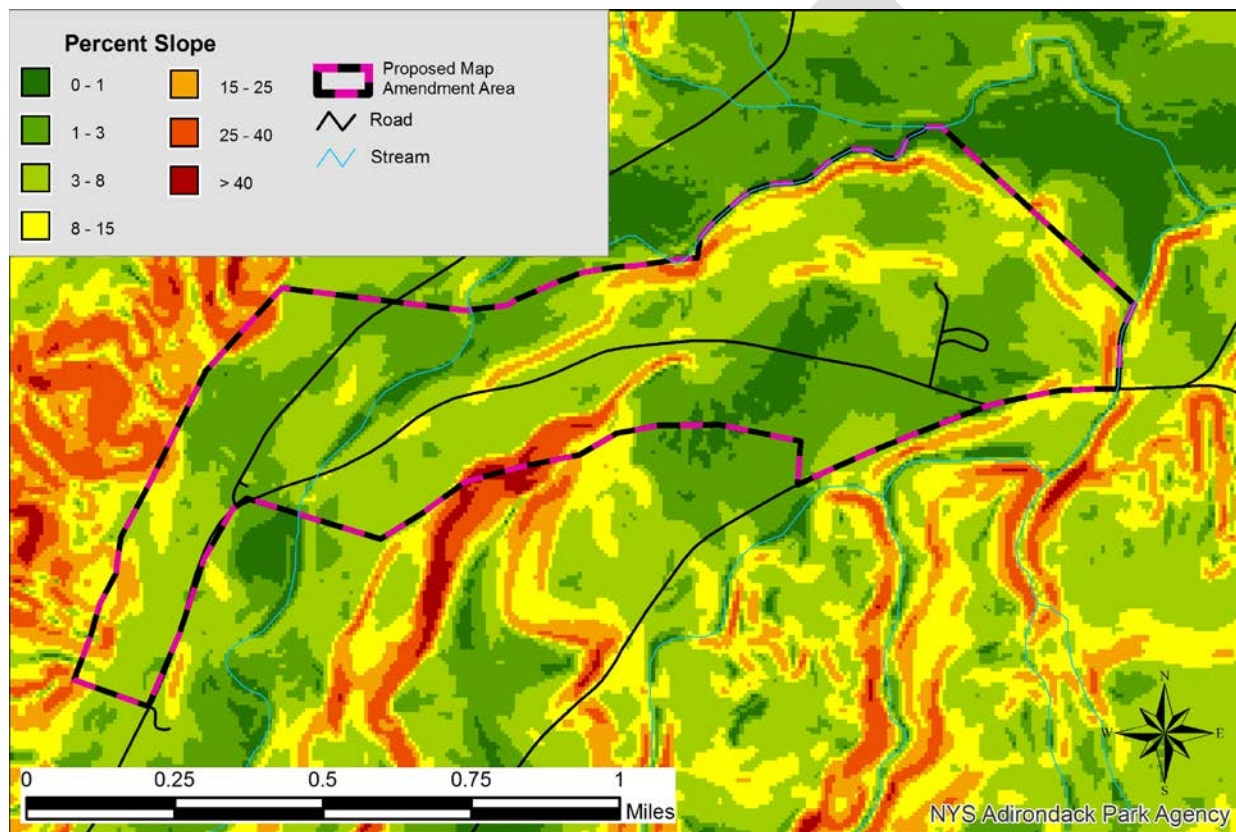 Percent Slope
0 - 1
1 - 3
3 - 8
8 - 15
15 - 25
25 - 40
> 40
Proposed Map
Amendment Area
Road
Stream
N
W
E
S
0 0.25 0.5 0.75 1
Miles
NYS Adirondack Park Agency